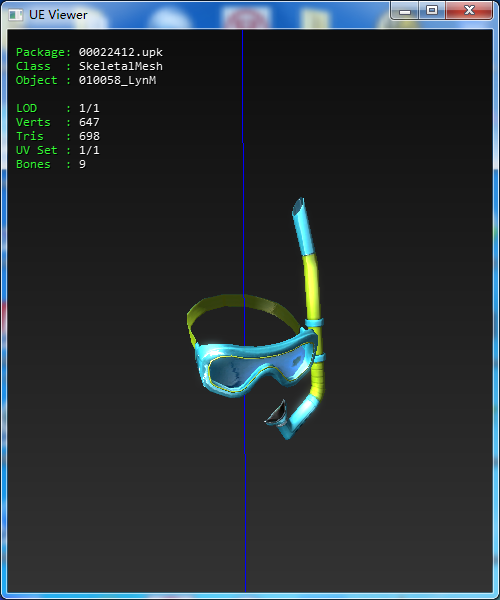 UE Viewer
Package: 00022412.upk
Class : SkeletalMesh
Object : 010058_LynM
LOD : 1/1
Verts : 647
Tris : 698
UV Set : 1/1
Bones : 9